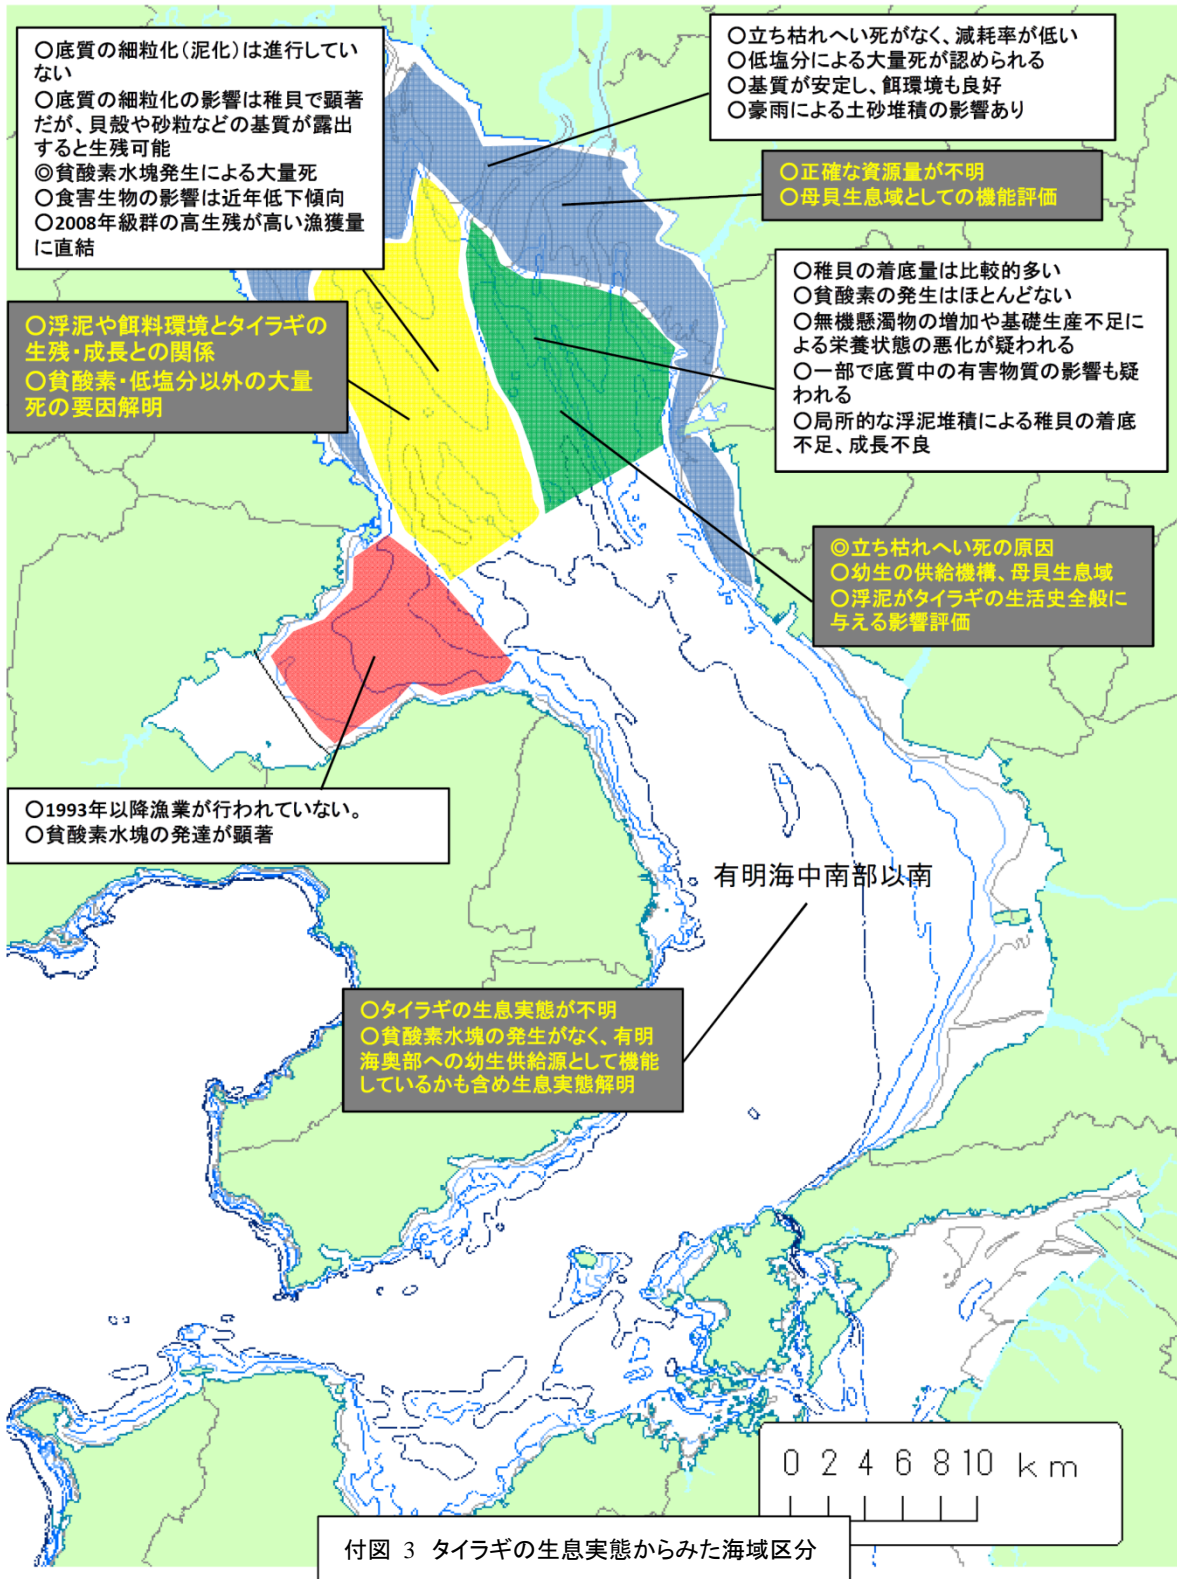 ○底質の細粒化(泥化)は進行してい
ない
○底質の細粒化の影響は稚貝で顕著
だが、貝殻や砂粒などの基質が露出
すると生残可能
◎貧酸素水塊発生による大量死
○食害生物の影響は近年低下傾向
○2008年級群の高生残が高い漁獲量
に直結
○立ち枯れへい死がなく、減耗率が低い
○低塩分による大量死が認められる
○基質が安定し、餌環境も良好
○豪雨による土砂堆積の影響あり
○正確な資源量が不明
○母貝生息域としての機能評価
○稚貝の着底量は比較的多い
○貧酸素の発生はほとんどない
○無機懸濁物の増加や基礎生産不足に
よる栄養状態の悪化が疑われる
○一部で底質中の有害物質の影響も疑
われる
○局所的な浮泥堆積による稚貝の着底
不足、成長不良
○浮泥や餌料環境とタイラギの
生残・成長との関係
○貧酸素・低塩分以外の大量
死の要因解明
◎立ち枯れへい死の原因
○幼生の供給機構、母貝生息域
○浮泥がタイラギの生活史全般に
与える影響評価
○1993年以降漁業が行われていない。
○貧酸素水塊の発達が顕著
有明海中南部以南
○タイラギの生息実態が不明
○貧酸素水塊の発生がなく、有明
海奥部への幼生供給源として機能
しているかも含め生息実態解明
0 2 4 6 8 10 km
付図 3 タイラギの生息実態からみた海域区分